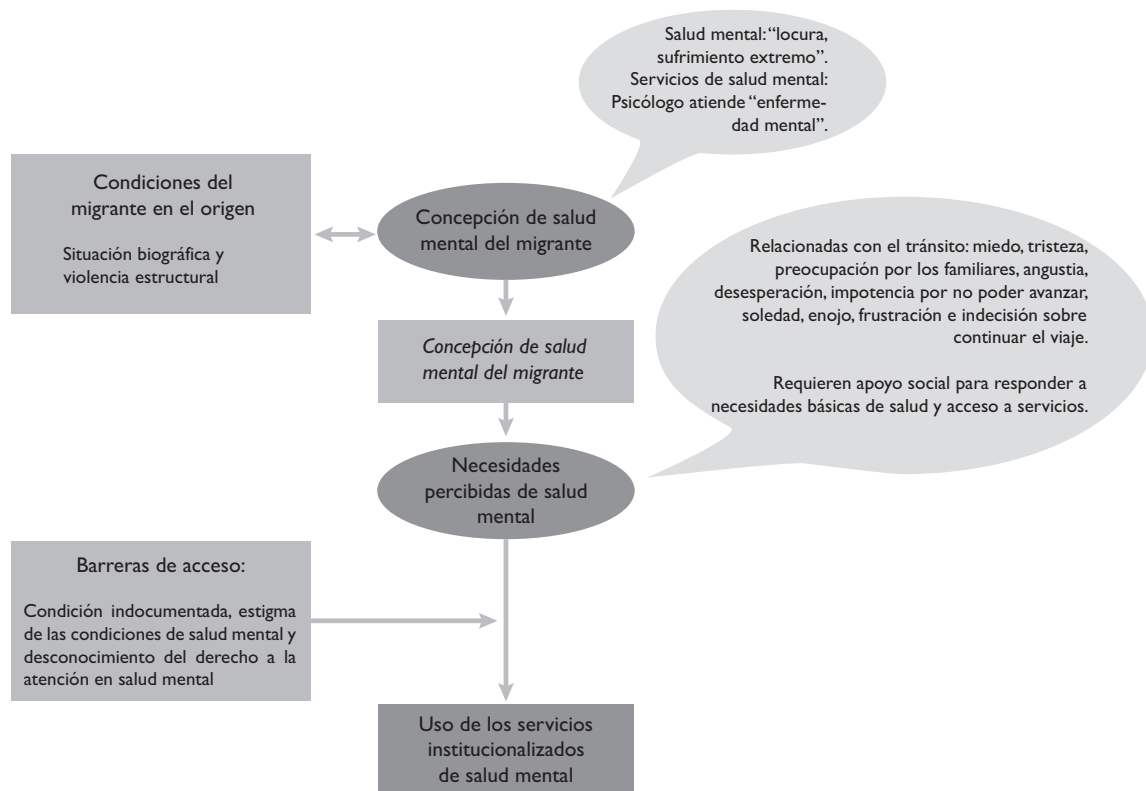 Salud mental: “locura,
sufrimiento extremo”.
Servicios de salud mental:
Psicólogo atiende “enferme-
dad mental”.
Condiciones del
migrante en el origen
Situación biográfica y
violencia estructural
Concepción de salud
mental del migrante
Relacionadas con el tránsito: miedo, tristeza,
preocupación por los familiares, angustia,
desesperación, impotencia por no poder avanzar,
soledad, enojo, frustración e indecisión sobre
continuar el viaje.
Requieren apoyo social para responder a
necesidades básicas de salud y acceso a servicios.
Concepción de salud
mental del migrante
Necesidades
percibidas de salud
mental
Barreras de acceso:
Condición indocumentada, estigma
de las condiciones de salud mental y
desconocimiento del derecho a la
atención en salud mental
Uso de los servicios
institucionalizados
de salud mental